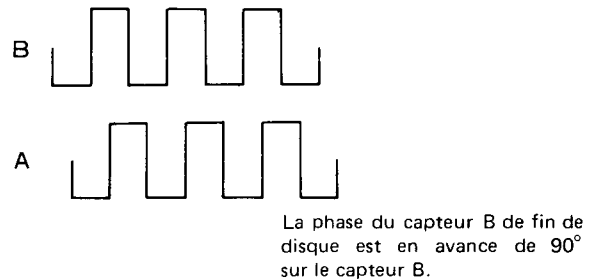 B
A
La phase du capteur B de fin de
disque est en avance de 90°
sur le capteur B.